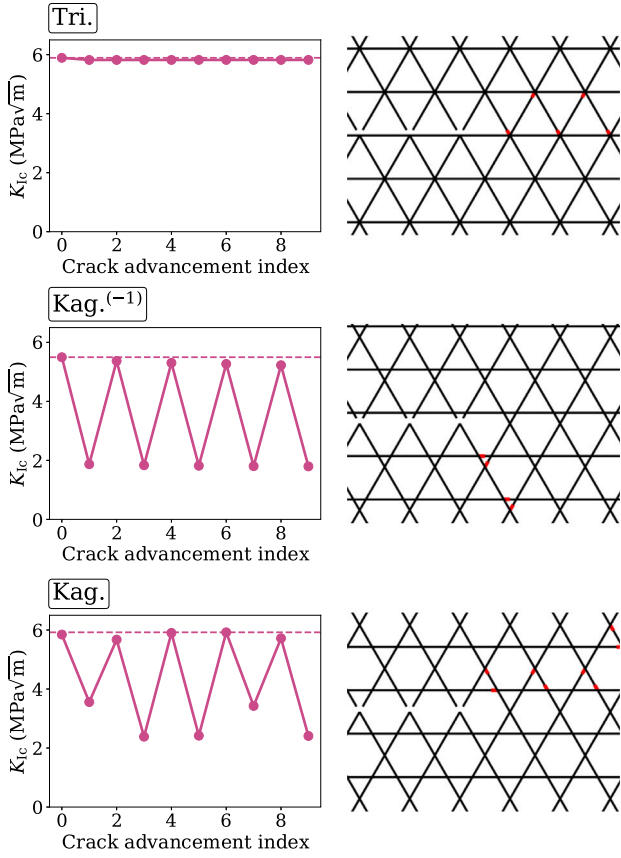 Tri.
6
4
2
0
K_Ic (MPa√m)
0 2 4 6 8
Crack advancement index
Kag.(−1)
6
4
2
0
K_Ic (MPa√m)
0 2 4 6 8
Crack advancement index
Kag.
6
4
2
0
K_Ic (MPa√m)
0 2 4 6 8
Crack advancement index